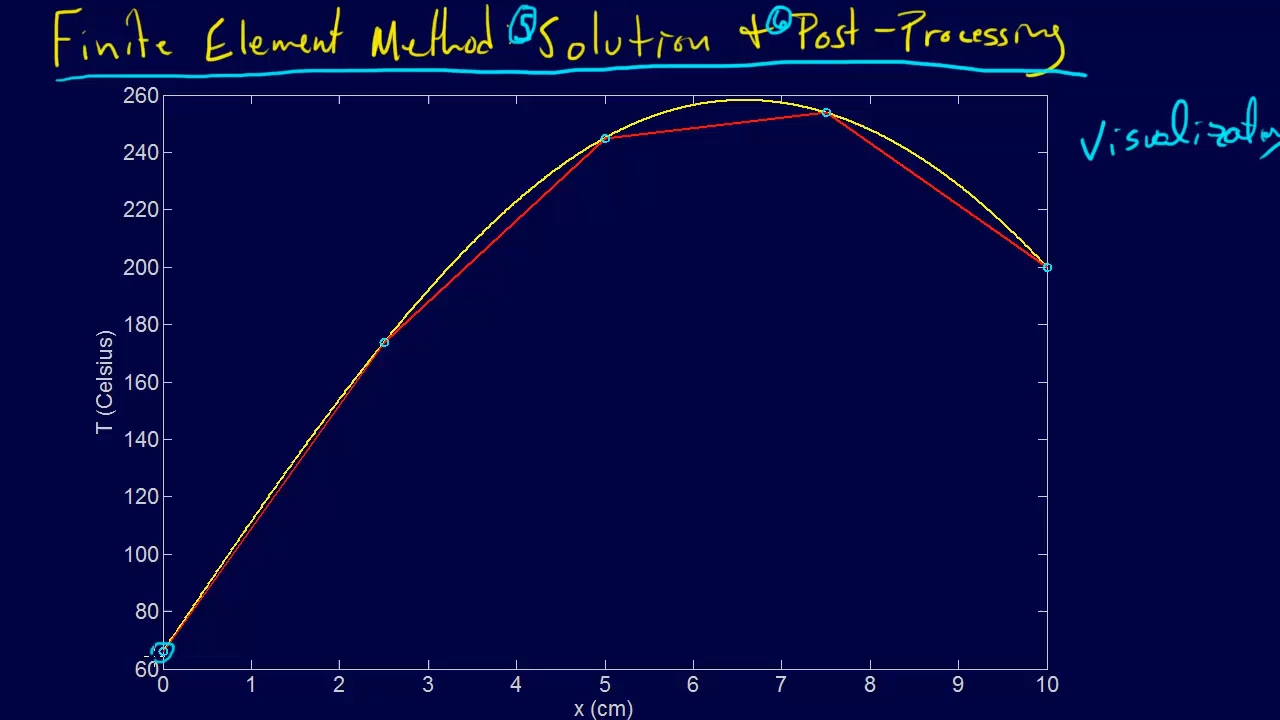 Finite Element Method ⑤ Solution + ⑥ Post-Processing
Visualization
260
240
220
200
180
160
140
120
100
80
60
T (Celsius)
0 1 2 3 4 5 6 7 8 9 10
x (cm)